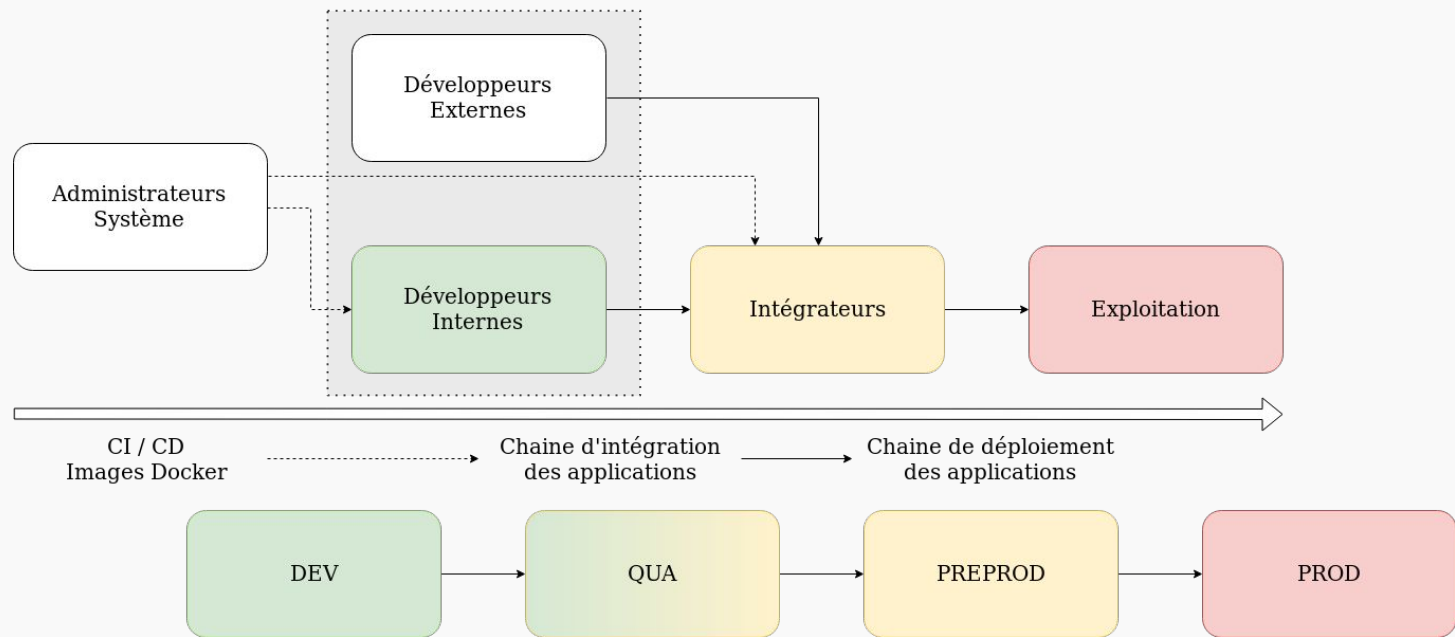 Développeurs
Externes
Administrateurs
Système
Développeurs
Internes
Intégrateurs
Exploitation
CI / CD
Images Docker
Chaine d'intégration
des applications
Chaine de déploiement
des applications
DEV
QUA
PREPROD
PROD